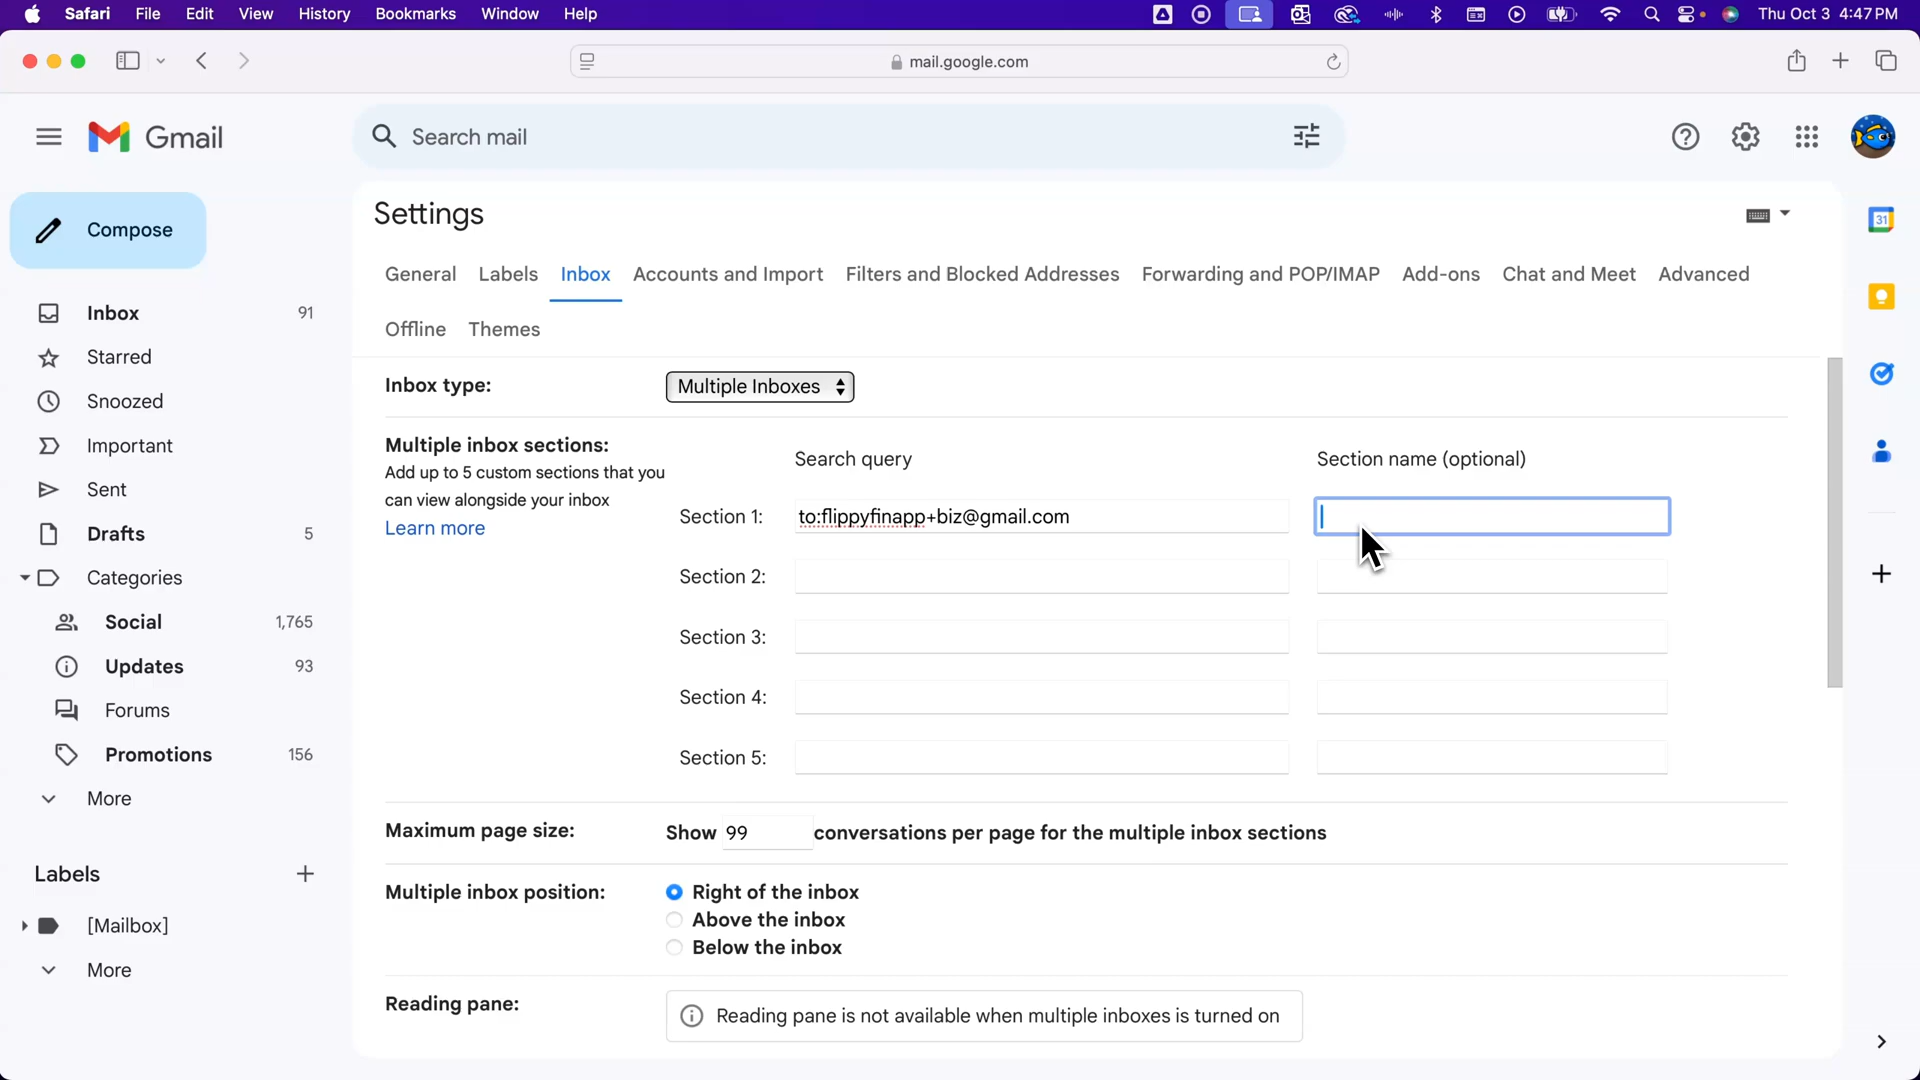 Safari File Edit View History Bookmarks Window Help Thu Oct 3 4:47 PM
mail.google.com
Gmail
Search mail
Compose
Inbox 91
Starred
Snoozed
Important
Sent
Drafts 5
Categories
Social 1,765
Updates 93
Forums
Promotions 156
More
Labels
[Mailbox]
More
Settings
General Labels Inbox Accounts and Import Filters and Blocked Addresses Forwarding and POP/IMAP Add-ons Chat and Meet Advanced
Offline Themes
Inbox type: Multiple Inboxes
Multiple inbox sections:
Add up to 5 custom sections that you
can view alongside your inbox
Learn more
Search query Section name (optional)
Section 1: to:flippyfinapp+biz@gmail.com
Section 2:
Section 3:
Section 4:
Section 5:
Maximum page size: Show 99 conversations per page for the multiple inbox sections
Multiple inbox position: Right of the inbox
Above the inbox
Below the inbox
Reading pane: Reading pane is not available when multiple inboxes is turned on
31